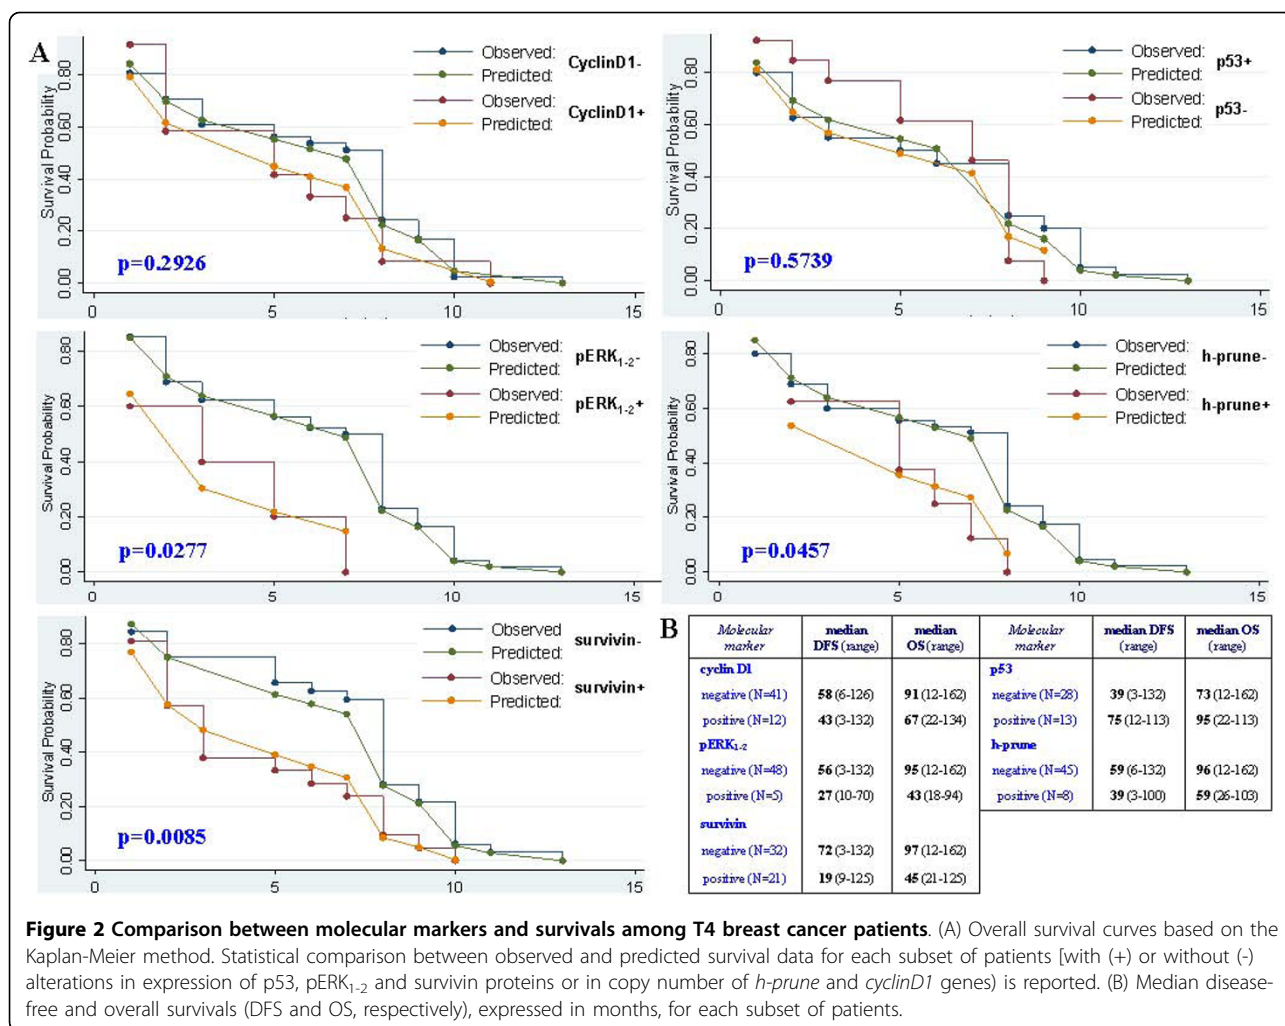 A
Survival Probability
0.00 0.20 0.40 0.60 0.80
0 5 10 15
Observed:
Predicted:
CyclinD1-
Observed:
Predicted:
CyclinD1+
p=0.2926
Survival Probability
0.00 0.20 0.40 0.60 0.80
0 5 10 15
Observed:
Predicted:
p53+
Observed:
Predicted:
p53-
p=0.5739
Survival Probability
0.00 0.20 0.40 0.60 0.80
0 5 10 15
Observed:
Predicted:
pERK1-2-
Observed:
Predicted:
pERK1-2+
p=0.0277
Survival Probability
0.00 0.20 0.40 0.60 0.80
0 5 10 15
Observed:
Predicted:
h-prune-
Observed:
Predicted:
h-prune+
p=0.0457
Survival Probability
0.00 0.20 0.40 0.60 0.80
0 5 10 15
Observed
Predicted:
survivin-
Observed:
Predicted:
survivin+
p=0.0085
B
Molecular marker median DFS (range) median OS (range)
cyclin D1
negative (N=41) 58 (6-126) 91 (12-162)
positive (N=12) 43 (3-132) 67 (22-134)
pERK1-2
negative (N=48) 56 (3-132) 95 (12-162)
positive (N=5) 27 (10-70) 43 (18-94)
survivin
negative (N=32) 72 (3-132) 97 (12-162)
positive (N=21) 19 (9-125) 45 (21-125)
Molecular marker median DFS (range) median OS (range)
p53
negative (N=28) 39 (3-132) 73 (12-162)
positive (N=13) 75 (12-113) 95 (22-113)
h-prune
negative (N=45) 59 (6-132) 96 (12-162)
positive (N=8) 39 (3-100) 59 (26-103)
Figure 2 Comparison between molecular markers and survivals among T4 breast cancer patients. (A) Overall survival curves based on the
Kaplan-Meier method. Statistical comparison between observed and predicted survival data for each subset of patients [with (+) or without (-)
alterations in expression of p53, pERK1-2 and survivin proteins or in copy number of h-prune and cyclinD1 genes) is reported. (B) Median disease-
free and overall survivals (DFS and OS, respectively), expressed in months, for each subset of patients.